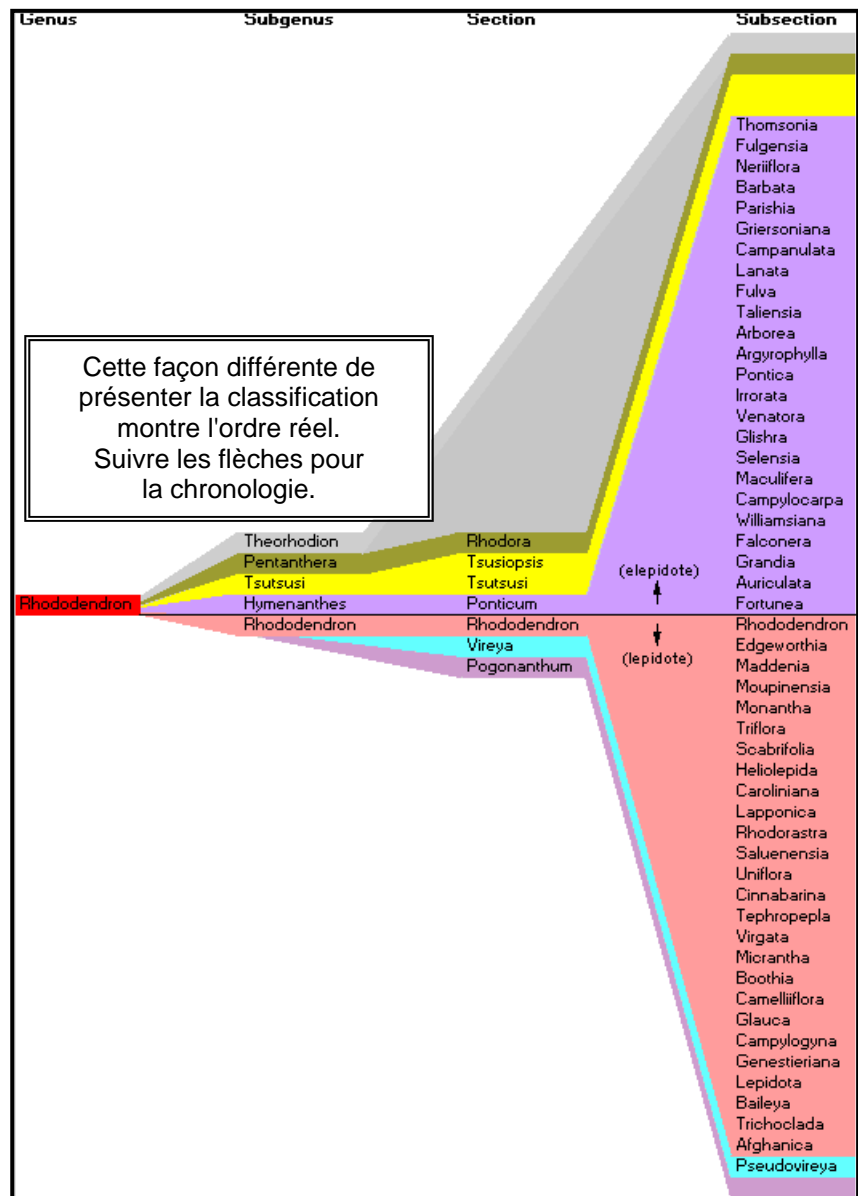 Genus Subgenus Section Subsection
Thomsonia
Fulgensia
Neriiflora
Barbata
Parishia
Griersoniana
Campanulata
Lanata
Fulva
Taliensia
Arborea
Argyrophylla
Pontica
Irrorata
Venatora
Glishra
Selensia
Maculifera
Campylocarpa
Williamsiana
Cette façon différente de
présenter la classification
montre l'ordre réel.
Suivre les flèches pour
la chronologie.
Theorhodion Rhodora Falconera
Pentanthera Tsusiopsis (elepidote) Grandia
Tsutsusi Tsutsusi Auriculata
Rhododendron Hymenanthes Ponticum Fortunea
Rhododendron Rhododendron Rhododendron
Vireya Edgeworthia
Pogonanthum (lepidote) Maddenia
Moupinensia
Monantha
Triflora
Scabrifolia
Heliolepida
Caroliniana
Lapponica
Rhodorastra
Saluenensia
Uniflora
Cinnabarina
Tephropepla
Virgata
Micrantha
Boothia
Camelliiflora
Glauca
Campylogyna
Genestieriana
Lepidota
Baileya
Trichoclada
Afghanica
Pseudovireya